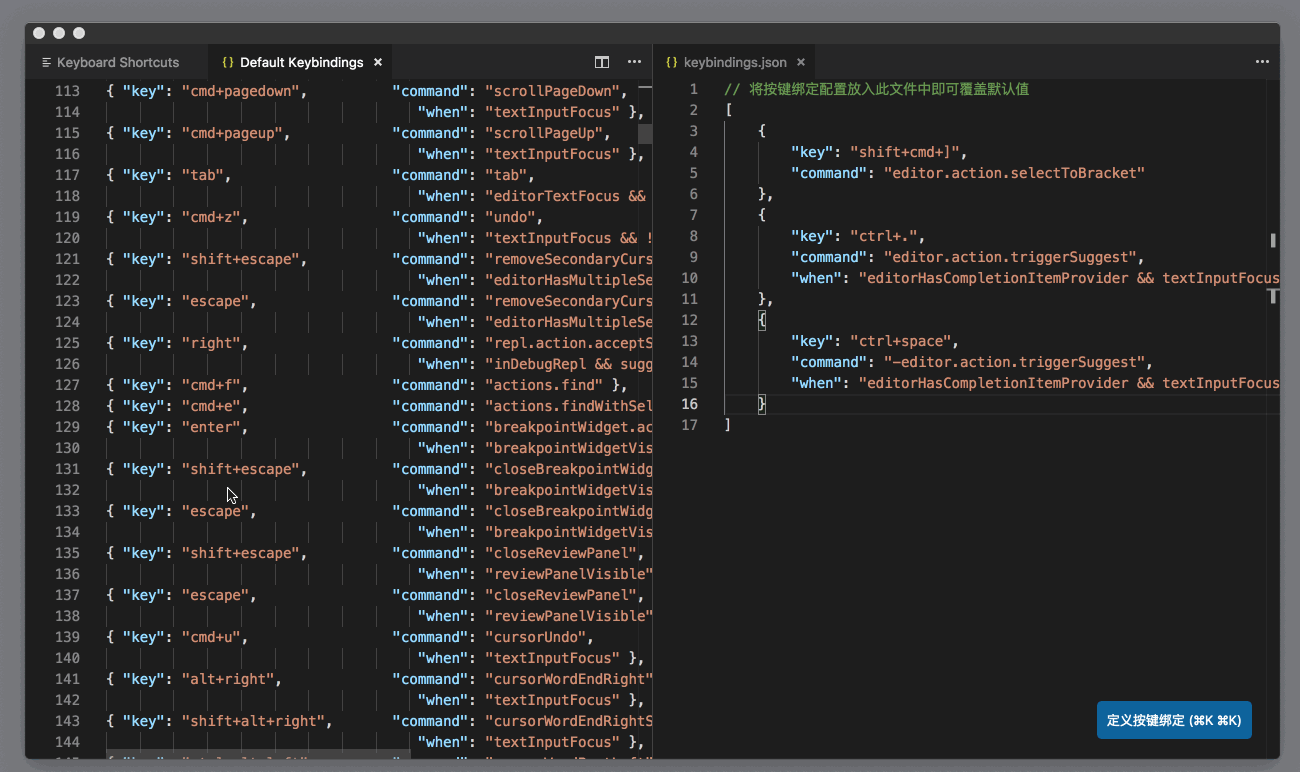 Keyboard Shortcuts
{ } Default Keybindings ×
113 { "key": "cmd+pagedown", "command": "scrollPageDown",
114 "when": "textInputFocus" },
115 { "key": "cmd+pageup", "command": "scrollPageUp",
116 "when": "textInputFocus" },
117 { "key": "tab", "command": "tab",
118 "when": "editorTextFocus &&
119 { "key": "cmd+z", "command": "undo",
120 "when": "textInputFocus && !
121 { "key": "shift+escape", "command": "removeSecondaryCurs
122 "when": "editorHasMultipleSe
123 { "key": "escape", "command": "removeSecondaryCurs
124 "when": "editorHasMultipleSe
125 { "key": "right", "command": "repl.action.acceptS
126 "when": "inDebugRepl && sugg
127 { "key": "cmd+f", "command": "actions.find" },
128 { "key": "cmd+e", "command": "actions.findWithSel
129 { "key": "enter", "command": "breakpointWidget.ac
130 "when": "breakpointWidgetVis
131 { "key": "shift+escape", "command": "closeBreakpointWidg
132 "when": "breakpointWidgetVis
133 { "key": "escape", "command": "closeBreakpointWidg
134 "when": "breakpointWidgetVis
135 { "key": "shift+escape", "command": "closeReviewPanel",
136 "when": "reviewPanelVisible"
137 { "key": "escape", "command": "closeReviewPanel",
138 "when": "reviewPanelVisible"
139 { "key": "cmd+u", "command": "cursorUndo",
140 "when": "textInputFocus" },
141 { "key": "alt+right", "command": "cursorWordEndRight"
142 "when": "textInputFocus" },
143 { "key": "shift+alt+right", "command": "cursorWordEndRightS
144 "when": "textInputFocus" },
{ } keybindings.json ×
1 // 将按键绑定配置放入此文件中即可覆盖默认值
2 [
3 {
4 "key": "shift+cmd+]",
5 "command": "editor.action.selectToBracket"
6 },
7 {
8 "key": "ctrl+.",
9 "command": "editor.action.triggerSuggest",
10 "when": "editorHasCompletionItemProvider && textInputFocus
11 },
12 {
13 "key": "ctrl+space",
14 "command": "-editor.action.triggerSuggest",
15 "when": "editorHasCompletionItemProvider && textInputFocus
16 }
17 ]
定义按键绑定 (⌘K ⌘K)